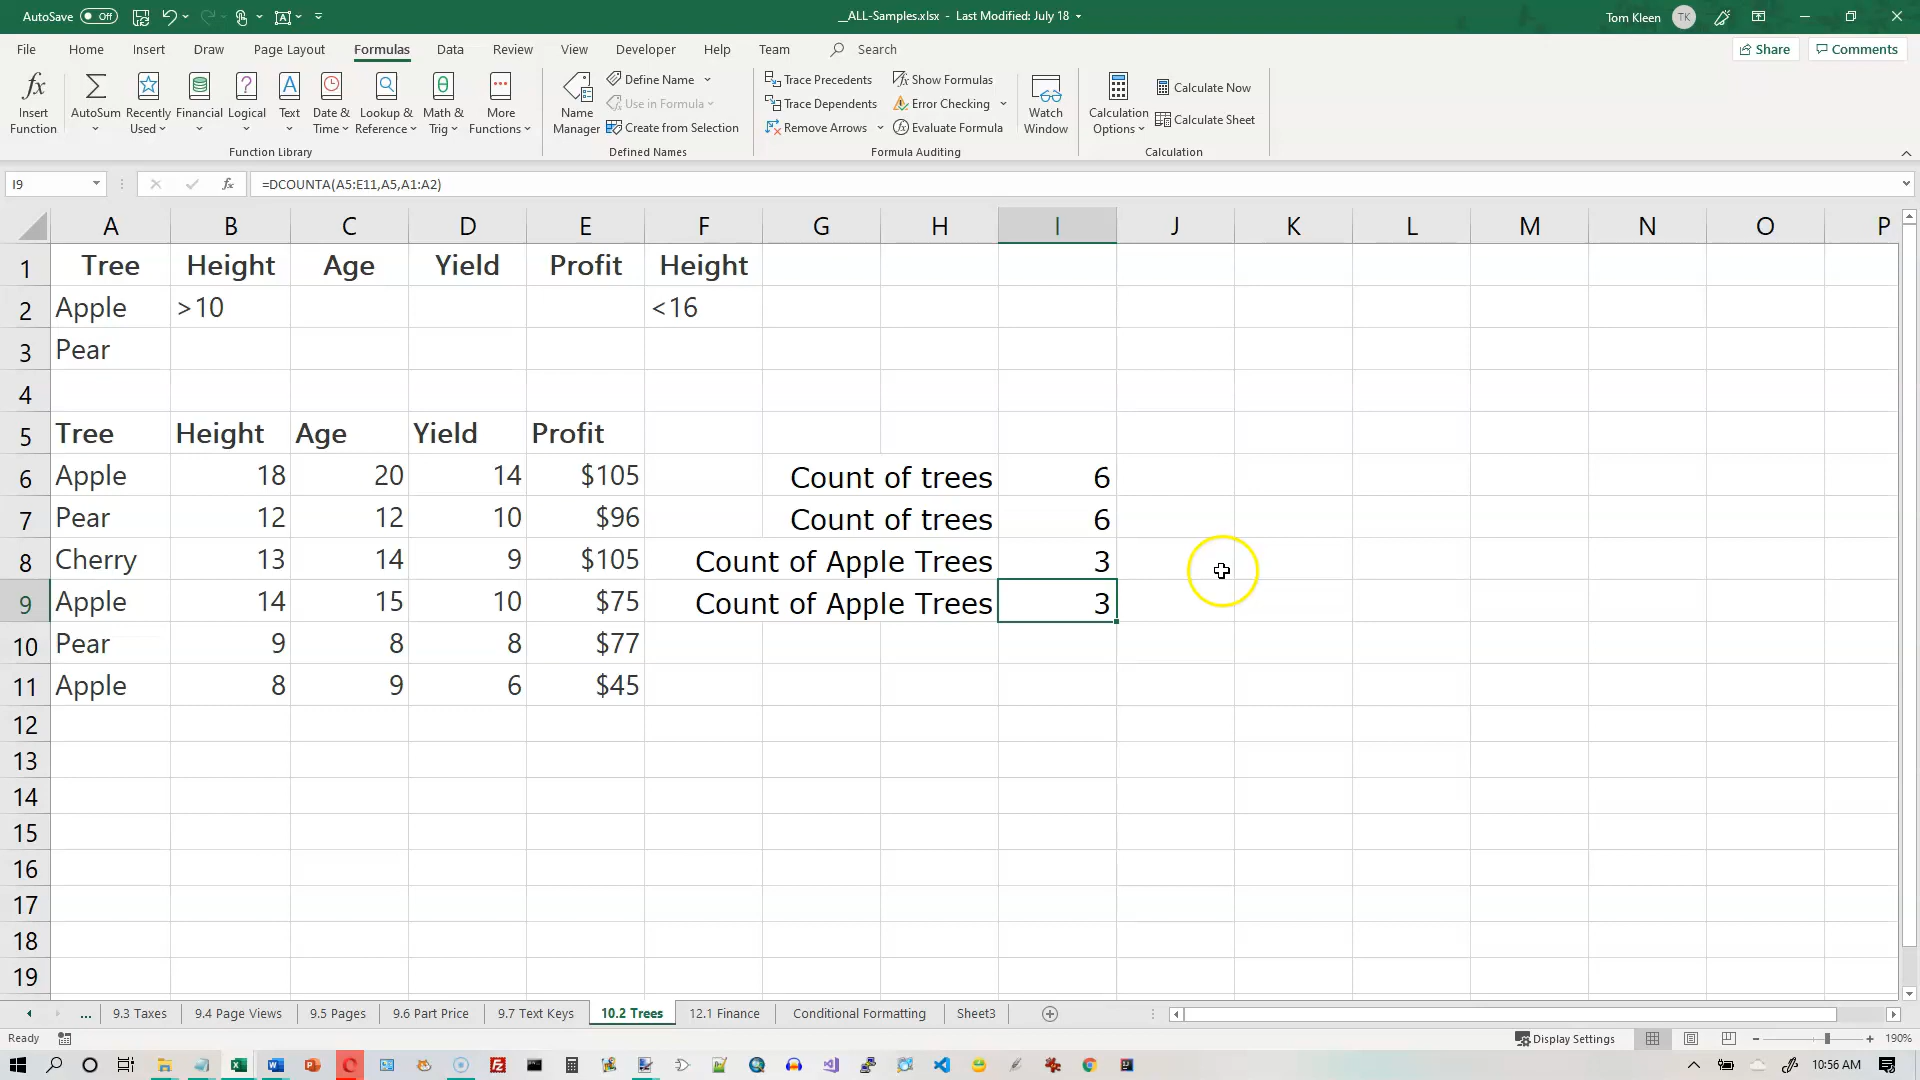 AutoSave Off
__ALL-Samples.xlsx - Last Modified: July 18
Tom Kleen TK
File Home Insert Draw Page Layout Formulas Data Review View Developer Help Team Search
Share Comments
Insert Function
AutoSum
Recently Used
Financial
Logical
Text
Date & Time
Lookup & Reference
Math & Trig
More Functions
Function Library
Name Manager
Define Name
Use in Formula
Create from Selection
Defined Names
Trace Precedents
Trace Dependents
Remove Arrows
Show Formulas
Error Checking
Evaluate Formula
Watch Window
Formula Auditing
Calculation Options
Calculate Now
Calculate Sheet
Calculation
I9 fx =DCOUNTA(A5:E11,A5,A1:A2)
A B C D E F G H I J K L M N O P
1 Tree Height Age Yield Profit Height
2 Apple >10 <16
3 Pear
4
5 Tree Height Age Yield Profit
6 Apple 18 20 14 $105 Count of trees 6
7 Pear 12 12 10 $96 Count of trees 6
8 Cherry 13 14 9 $105 Count of Apple Trees 3
9 Apple 14 15 10 $75 Count of Apple Trees 3
10 Pear 9 8 8 $77
11 Apple 8 9 6 $45
12
13
14
15
16
17
18
19
... 9.3 Taxes 9.4 Page Views 9.5 Pages 9.6 Part Price 9.7 Text Keys 10.2 Trees 12.1 Finance Conditional Formatting Sheet3
Ready Display Settings 190%
10:56 AM